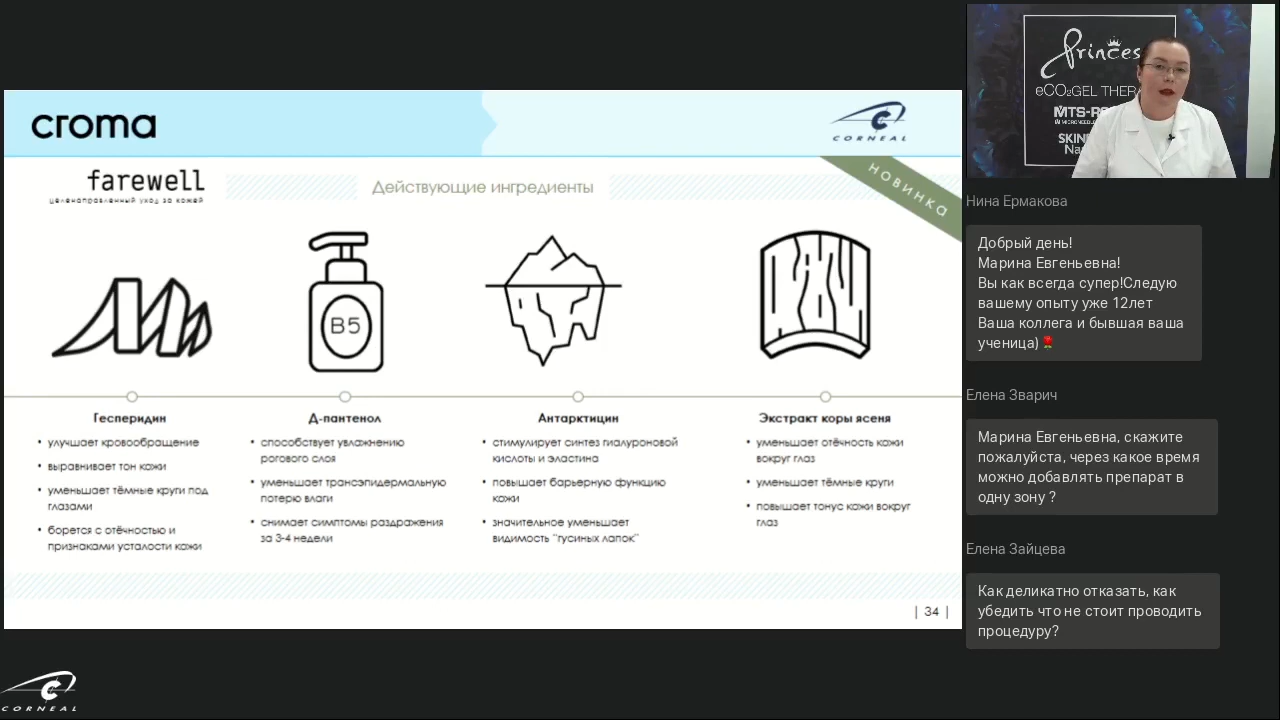 croma
CORNEAL
farewell
целенаправленный уход за кожей
Действующие ингредиенты
новинка
B5
Гесперидин
• улучшает кровообращение
• выравнивает тон кожи
• уменьшает тёмные круги под
глазами
• борется с отёчностью и
признаками усталости кожи
Д-пантенол
• способствует увлажнению
рогового слоя
• уменьшает трансэпидермальную
потерю влаги
• снимает симптомы раздражения
за 3-4 недели
Антарктицин
• стимулирует синтез гиалуроновой
кислоты и эластина
• повышает барьерную функцию
кожи
• значительное уменьшает
видимость "гусиных лапок"
Экстракт коры ясеня
• уменьшает отёчность кожи
вокруг глаз
• уменьшает тёмные круги
• повышает тонус кожи вокруг
глаз
| 34 |
CORNEAL
Princes
eCO₂GEL THER
MTS-R
SKIN
Na
Нина Ермакова
Добрый день!
Марина Евгеньевна!
Вы как всегда супер!Следую
вашему опыту уже 12лет
Ваша коллега и бывшая ваша
ученица)🌹
Елена Зварич
Марина Евгеньевна, скажите
пожалуйста, через какое время
можно добавлять препарат в
одну зону ?
Елена Зайцева
Как деликатно отказать, как
убедить что не стоит проводить
процедуру?